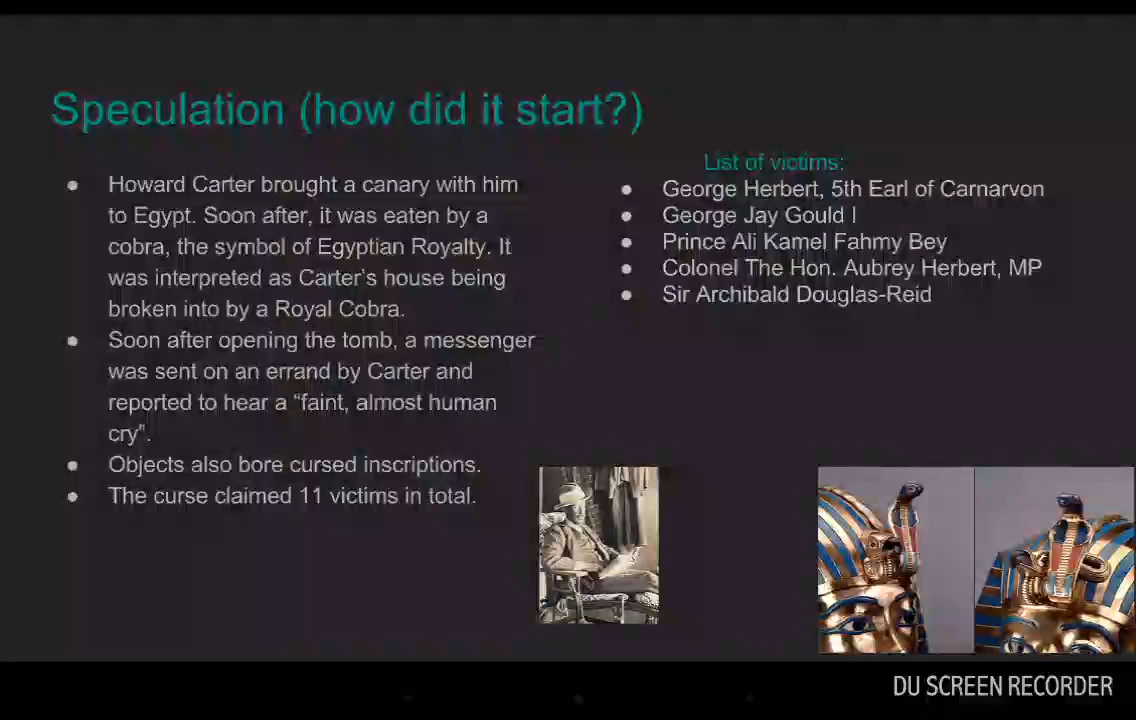 Speculation (how did it start?)
● Howard Carter brought a canary with him
to Egypt. Soon after, it was eaten by a
cobra, the symbol of Egyptian Royalty. It
was interpreted as Carter's house being
broken into by a Royal Cobra.
● Soon after opening the tomb, a messenger
was sent on an errand by Carter and
reported to hear a “faint, almost human
cry”.
● Objects also bore cursed inscriptions.
● The curse claimed 11 victims in total.
List of victims:
● George Herbert, 5th Earl of Carnarvon
● George Jay Gould I
● Prince Ali Kamel Fahmy Bey
● Colonel The Hon. Aubrey Herbert, MP
● Sir Archibald Douglas-Reid
DU SCREEN RECORDER